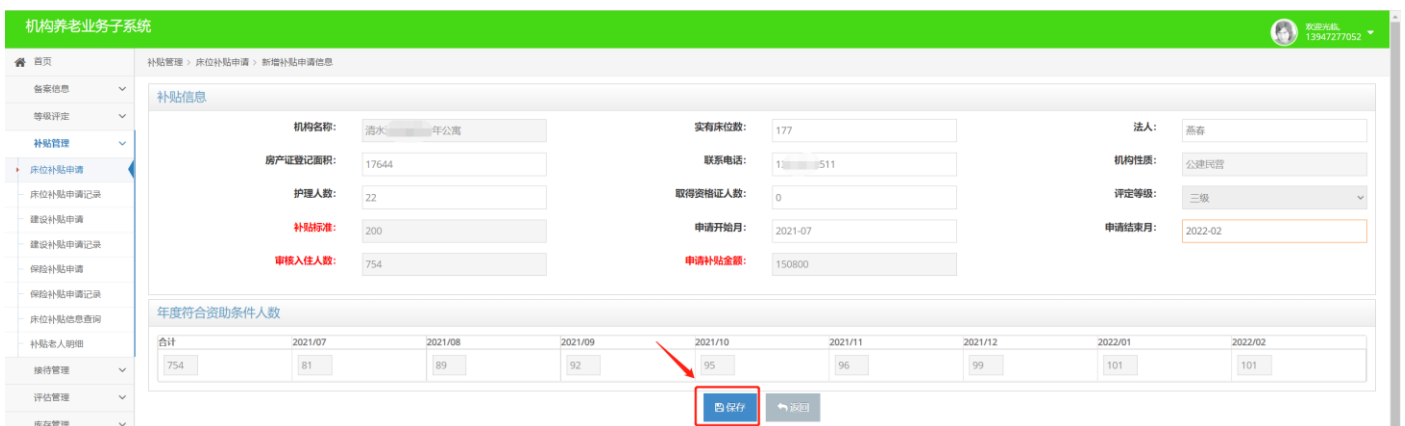 机构养老业务子系统
欢迎光临,
13947277052
首页
补贴管理 > 床位补贴申请 > 新增补贴申请信息
备案信息
等级评定
补贴管理
床位补贴申请
床位补贴申请记录
建设补贴申请
建设补贴申请记录
保险补贴申请
保险补贴申请记录
床位补贴信息查询
补贴老人明细
接待管理
评估管理
库存管理
补贴信息
机构名称: 清水 年公寓 实有床位数: 177 法人: 燕春
房产证登记面积: 17644 联系电话: 13 511 机构性质: 公建民营
护理人数: 22 取得资格证人数: 0 评定等级: 三级
补贴标准: 200 申请开始月: 2021-07 申请结束月: 2022-02
审核入住人数: 754 申请补贴金额: 150800
年度符合资助条件人数
合计 2021/07 2021/08 2021/09 2021/10 2021/11 2021/12 2022/01 2022/02
754 81 89 92 95 96 99 101 101
保存 返回